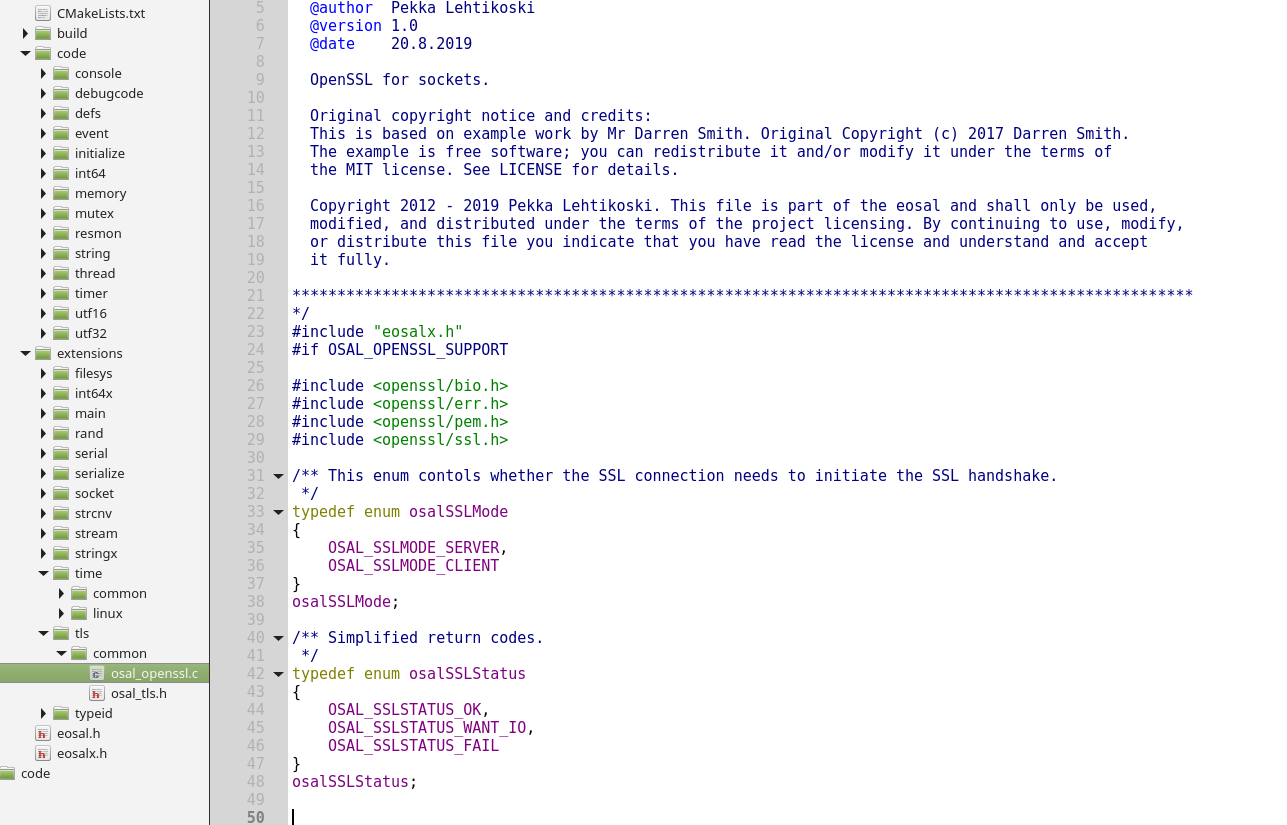 CMakeLists.txt
build
code
console
debugcode
defs
event
initialize
int64
memory
mutex
resmon
string
thread
timer
utf16
utf32
extensions
filesys
int64x
main
rand
serial
serialize
socket
strcnv
stream
stringx
time
common
linux
tls
common
osal_openssl.c
osal_tls.h
typeid
eosal.h
eosalx.h
code
5   @author  Pekka Lehtikoski
6   @version 1.0
7   @date    20.8.2019
8
9   OpenSSL for sockets.
10
11   Original copyright notice and credits:
12   This is based on example work by Mr Darren Smith. Original Copyright (c) 2017 Darren Smith.
13   The example is free software; you can redistribute it and/or modify it under the terms of
14   the MIT license. See LICENSE for details.
15
16   Copyright 2012 - 2019 Pekka Lehtikoski. This file is part of the eosal and shall only be used,
17   modified, and distributed under the terms of the project licensing. By continuing to use, modify,
18   or distribute this file you indicate that you have read the license and understand and accept
19   it fully.
20
21 ****************************************************************************************************
22 */
23 #include "eosalx.h"
24 #if OSAL_OPENSSL_SUPPORT
25
26 #include <openssl/bio.h>
27 #include <openssl/err.h>
28 #include <openssl/pem.h>
29 #include <openssl/ssl.h>
30
31 /** This enum contols whether the SSL connection needs to initiate the SSL handshake.
32  */
33 typedef enum osalSSLMode
34 {
35     OSAL_SSLMODE_SERVER,
36     OSAL_SSLMODE_CLIENT
37 }
38 osalSSLMode;
39
40 /** Simplified return codes.
41  */
42 typedef enum osalSSLStatus
43 {
44     OSAL_SSLSTATUS_OK,
45     OSAL_SSLSTATUS_WANT_IO,
46     OSAL_SSLSTATUS_FAIL
47 }
48 osalSSLStatus;
49
50